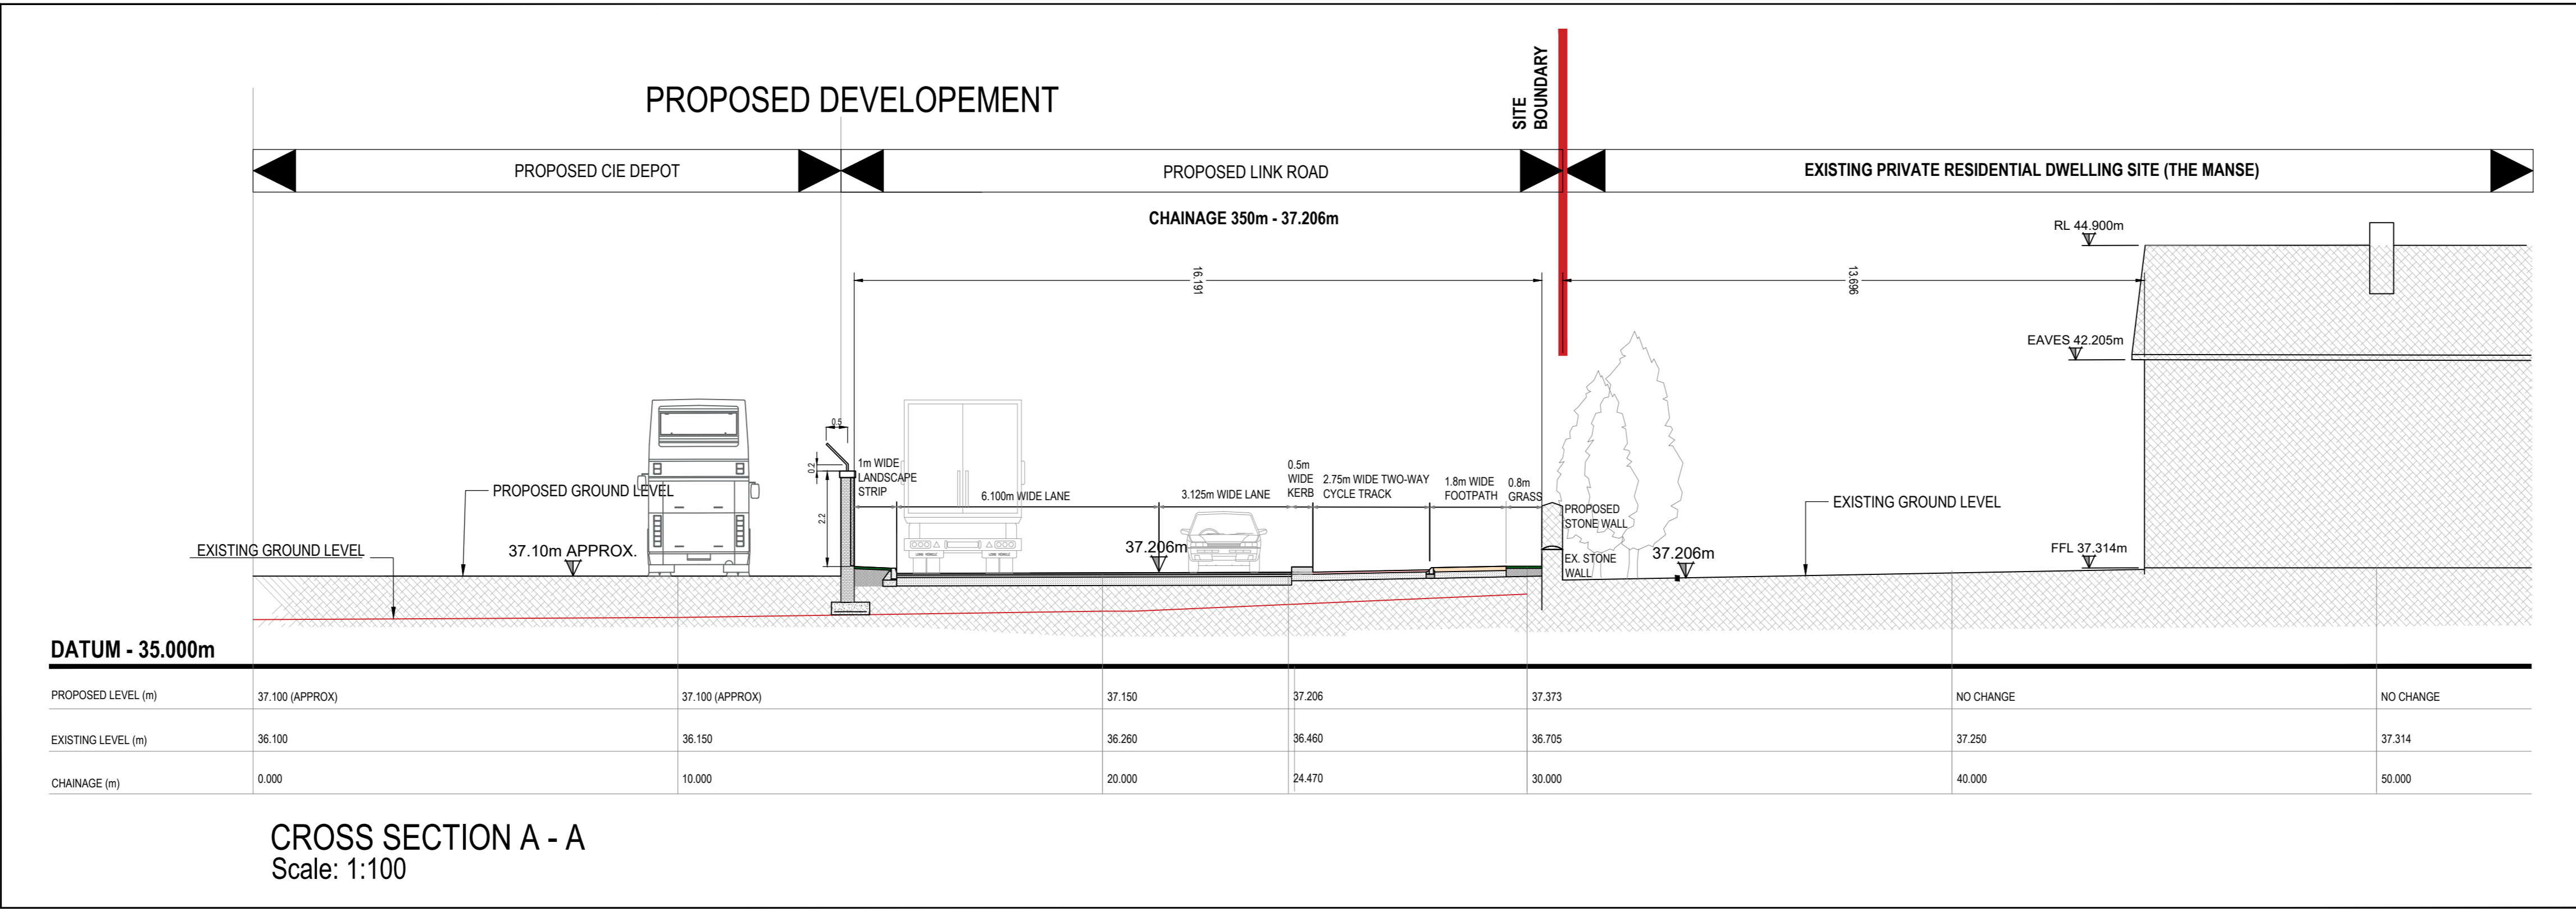 PROPOSED DEVELOPEMENT
SITE
BOUNDARY
PROPOSED CIE DEPOT
PROPOSED LINK ROAD
EXISTING PRIVATE RESIDENTIAL DWELLING SITE (THE MANSE)
CHAINAGE 350m - 37.206m
RL 44.900m
16.191
13.696
EAVES 42.205m
0.5
0.2
2.2
1m WIDE
LANDSCAPE
STRIP
6.100m WIDE LANE
3.125m WIDE LANE
0.5m
WIDE
KERB
2.75m WIDE TWO-WAY
CYCLE TRACK
1.8m WIDE
FOOTPATH
0.8m
GRASS
PROPOSED
STONE WALL
EX. STONE
WALL
PROPOSED GROUND LEVEL
EXISTING GROUND LEVEL
EXISTING GROUND LEVEL
37.10m APPROX.
37.206m
37.206m
FFL 37.314m
LONG VEHICLE
LONG VEHICLE
DATUM - 35.000m
PROPOSED LEVEL (m) 37.100 (APPROX) 37.100 (APPROX) 37.150 37.206 37.373 NO CHANGE NO CHANGE
EXISTING LEVEL (m) 36.100 36.150 36.260 36.460 36.705 37.250 37.314
CHAINAGE (m) 0.000 10.000 20.000 24.470 30.000 40.000 50.000
CROSS SECTION A - A
Scale: 1:100